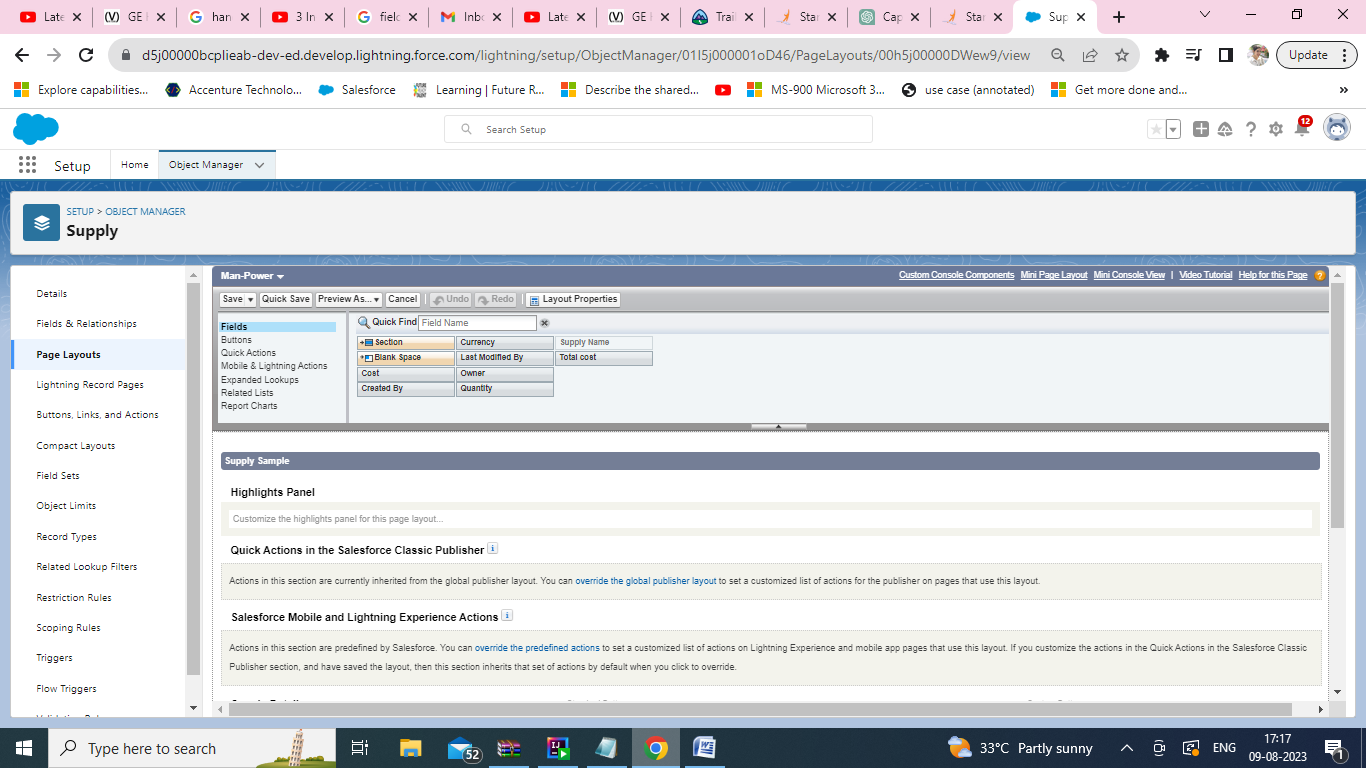 Late
GE
han
3 In
field
Inbo
Late
GE
Trai
Star
Cap
Star
Sup
d5j00000bcplieab-dev-ed.develop.lightning.force.com/lightning/setup/ObjectManager/01I5j000001oD46/PageLayouts/00h5j00000DWew9/view
Update
Explore capabilities...
Accenture Technolo...
Salesforce
Learning | Future R...
Describe the shared...
MS-900 Microsoft 3...
use case (annotated)
Get more done and...
»
Search Setup
12
Setup
Home
Object Manager
SETUP > OBJECT MANAGER
Supply
Details
Fields & Relationships
Page Layouts
Lightning Record Pages
Buttons, Links, and Actions
Compact Layouts
Field Sets
Object Limits
Record Types
Related Lookup Filters
Restriction Rules
Scoping Rules
Triggers
Flow Triggers
Man-Power
Custom Console Components Mini Page Layout Mini Console View | Video Tutorial Help for this Page
Save Quick Save Preview As... Cancel Undo Redo Layout Properties
Fields
Buttons
Quick Actions
Mobile & Lightning Actions
Expanded Lookups
Related Lists
Report Charts
Quick Find Field Name
Section Currency Supply Name
Blank Space Last Modified By Total cost
Cost Owner
Created By Quantity
Supply Sample
Highlights Panel
Customize the highlights panel for this page layout...
Quick Actions in the Salesforce Classic Publisher
Actions in this section are currently inherited from the global publisher layout. You can override the global publisher layout to set a customized list of actions for the publisher on pages that use this layout.
Salesforce Mobile and Lightning Experience Actions
Actions in this section are predefined by Salesforce. You can override the predefined actions to set a customized list of actions on Lightning Experience and mobile app pages that use this layout. If you customize the actions in the Quick Actions in the Salesforce Classic
Publisher section, and have saved the layout, then this section inherits that set of actions by default when you click to override.
Type here to search
52
33°C Partly sunny
ENG
17:17
09-08-2023
1